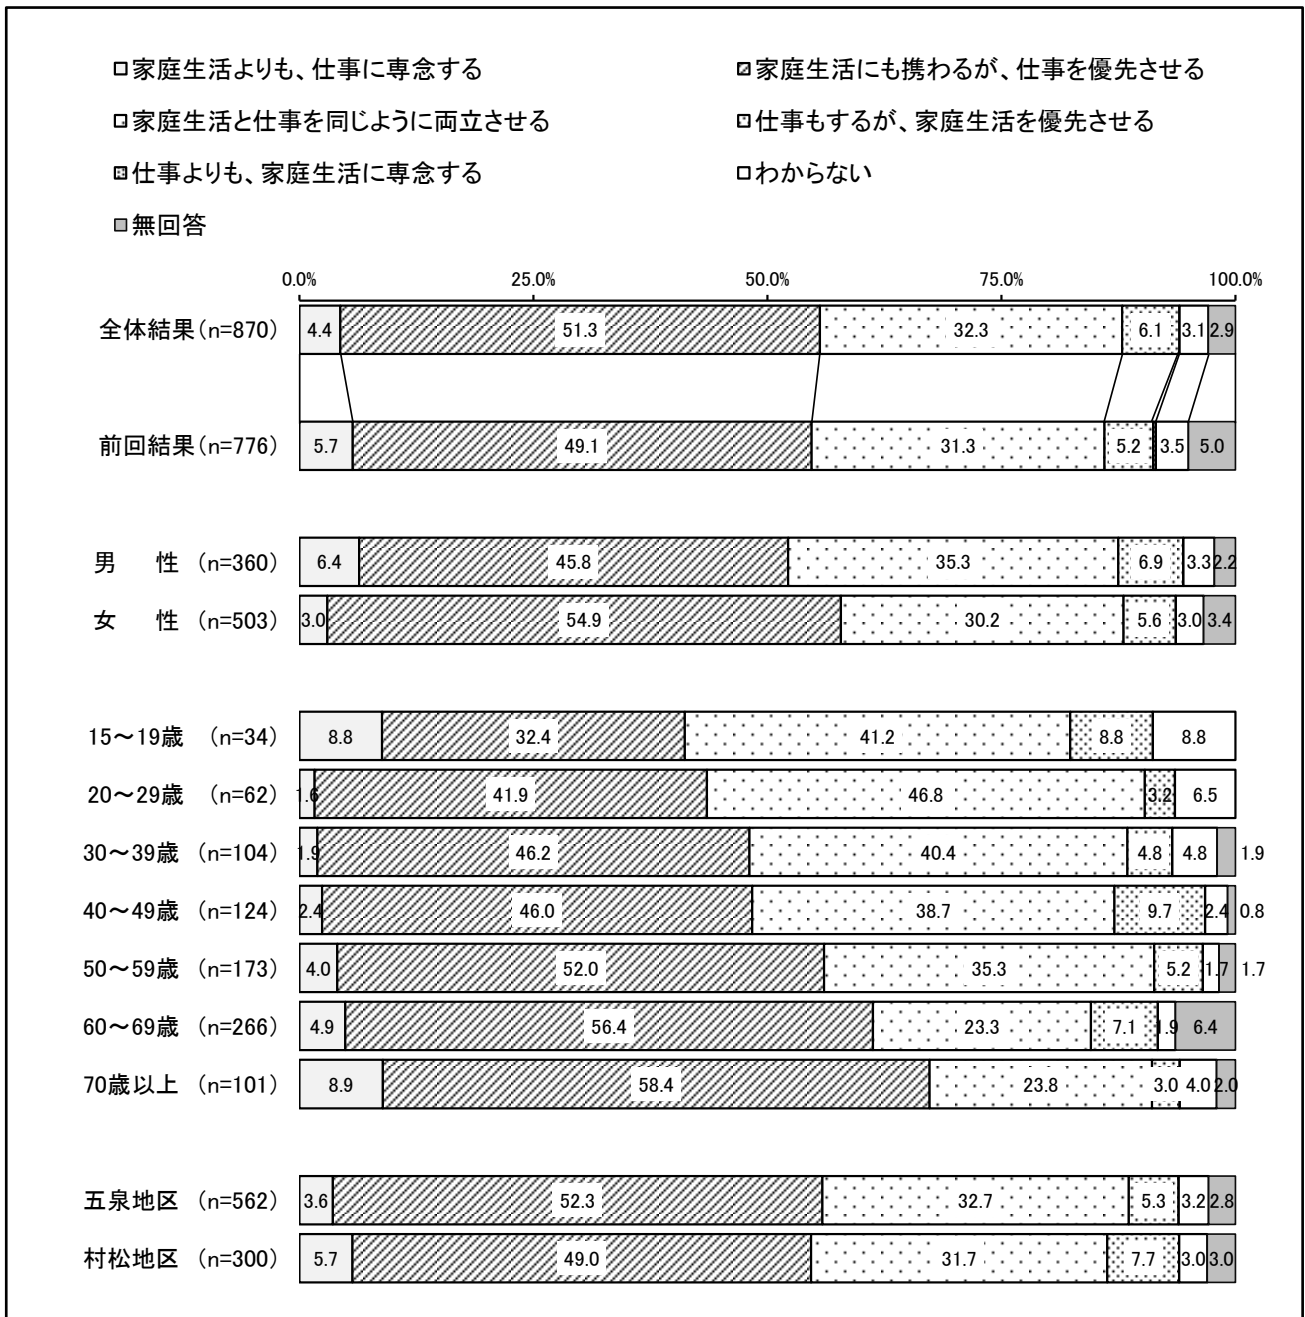 家庭生活よりも、仕事に専念する 家庭生活にも携わるが、仕事を優先させる
家庭生活と仕事を同じように両立させる 仕事もするが、家庭生活を優先させる
仕事よりも、家庭生活に専念する わからない
無回答
0.0% 25.0% 50.0% 75.0% 100.0%
全体結果(n=870) 4.4 51.3 32.3 6.1 3.1 2.9
前回結果(n=776) 5.7 49.1 31.3 5.2 3.5 5.0
男 性 (n=360) 6.4 45.8 35.3 6.9 3.3 2.2
女 性 (n=503) 3.0 54.9 30.2 5.6 3.0 3.4
15～19歳 (n=34) 8.8 32.4 41.2 8.8 8.8
20～29歳 (n=62) 1.6 41.9 46.8 3.2 6.5
30～39歳 (n=104) 1.9 46.2 40.4 4.8 4.8 1.9
40～49歳 (n=124) 2.4 46.0 38.7 9.7 2.4 0.8
50～59歳 (n=173) 4.0 52.0 35.3 5.2 1.7 1.7
60～69歳 (n=266) 4.9 56.4 23.3 7.1 1.9 6.4
70歳以上 (n=101) 8.9 58.4 23.8 3.0 4.0 2.0
五泉地区 (n=562) 3.6 52.3 32.7 5.3 3.2 2.8
村松地区 (n=300) 5.7 49.0 31.7 7.7 3.0 3.0